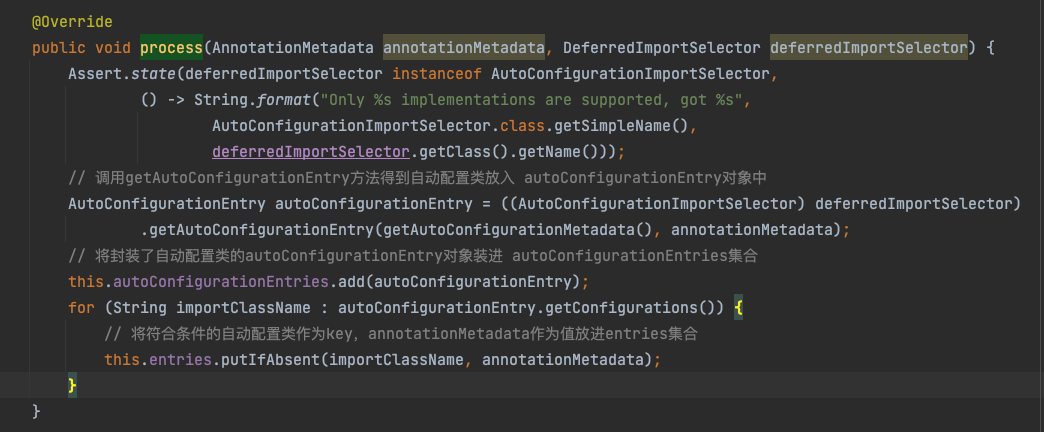 @Override
public void process(AnnotationMetadata annotationMetadata, DeferredImportSelector deferredImportSelector) {
Assert.state(deferredImportSelector instanceof AutoConfigurationImportSelector,
() -> String.format("Only %s implementations are supported, got %s",
AutoConfigurationImportSelector.class.getSimpleName(),
deferredImportSelector.getClass().getName()));
// 调用getAutoConfigurationEntry方法得到自动配置类放入 autoConfigurationEntry对象中
AutoConfigurationEntry autoConfigurationEntry = ((AutoConfigurationImportSelector) deferredImportSelector)
.getAutoConfigurationEntry(getAutoConfigurationMetadata(), annotationMetadata);
// 将封装了自动配置类的autoConfigurationEntry对象装进 autoConfigurationEntries集合
this.autoConfigurationEntries.add(autoConfigurationEntry);
for (String importClassName : autoConfigurationEntry.getConfigurations()) {
// 将符合条件的自动配置类作为key，annotationMetadata作为值放进entries集合
this.entries.putIfAbsent(importClassName, annotationMetadata);
}
}